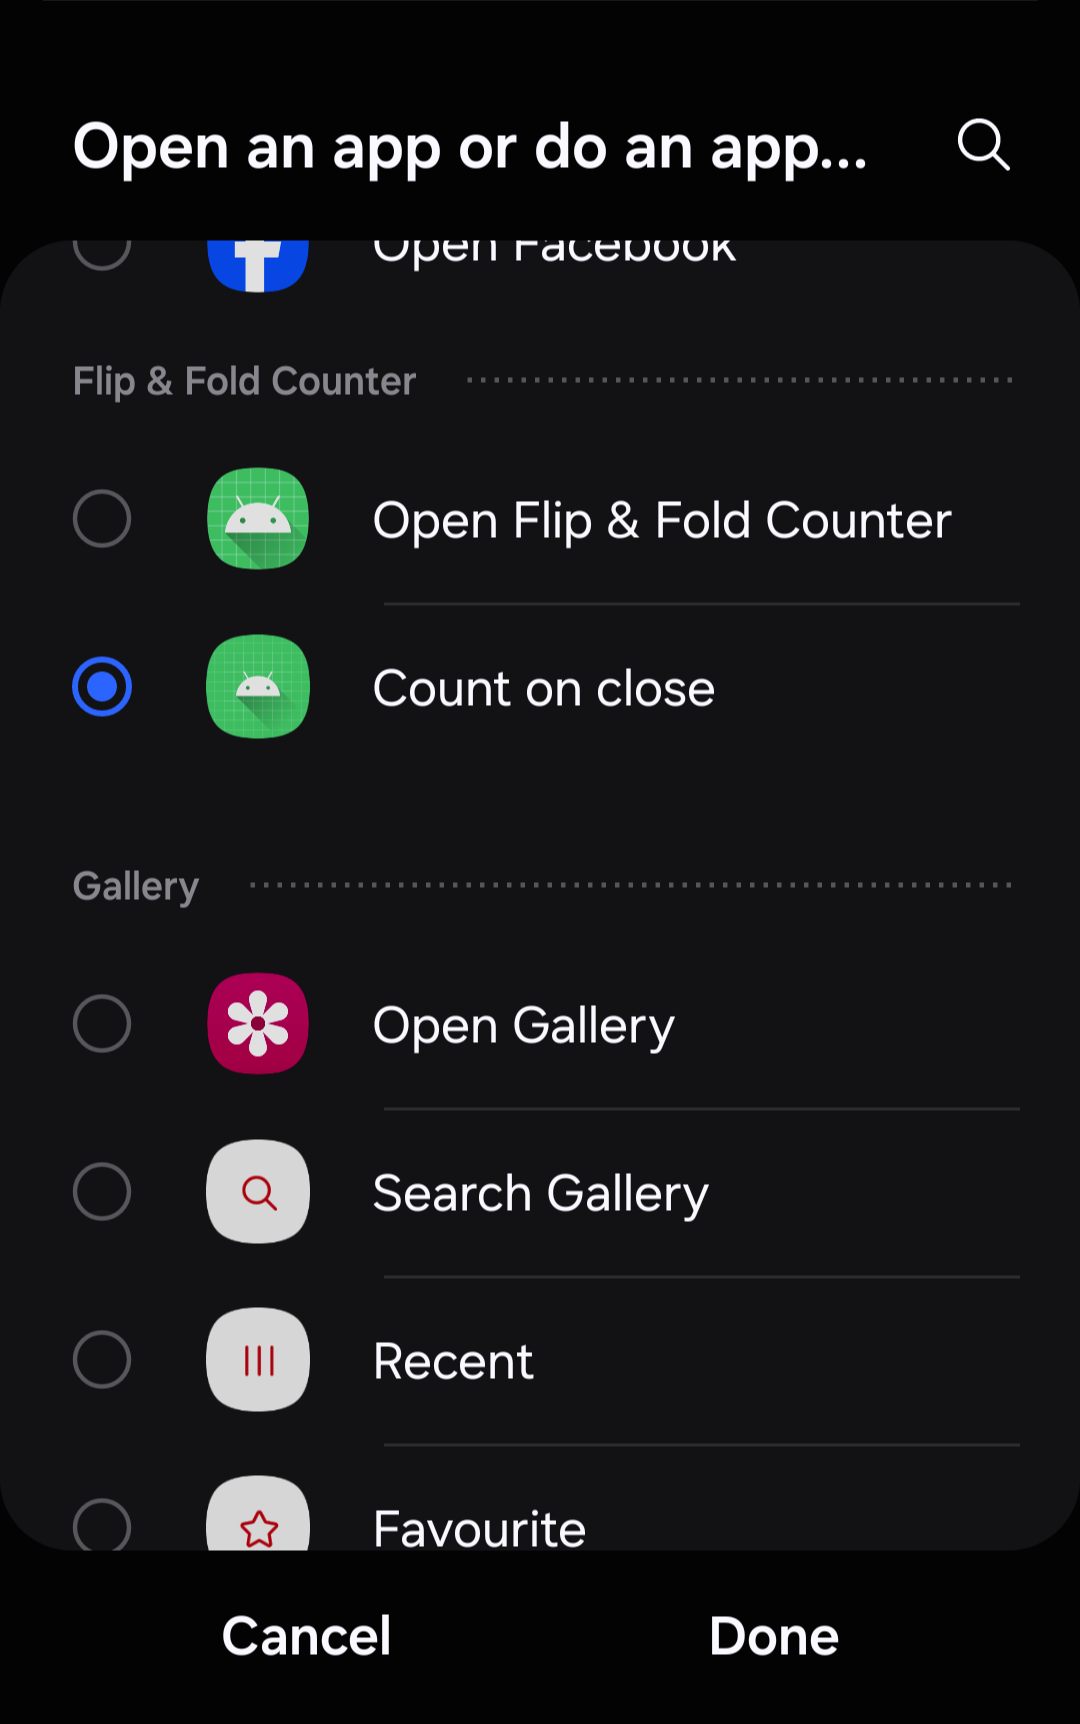 Open an app or do an app...
Open Facebook
Flip & Fold Counter
Open Flip & Fold Counter
Count on close
Gallery
Open Gallery
Search Gallery
Recent
Favourite
Cancel
Done